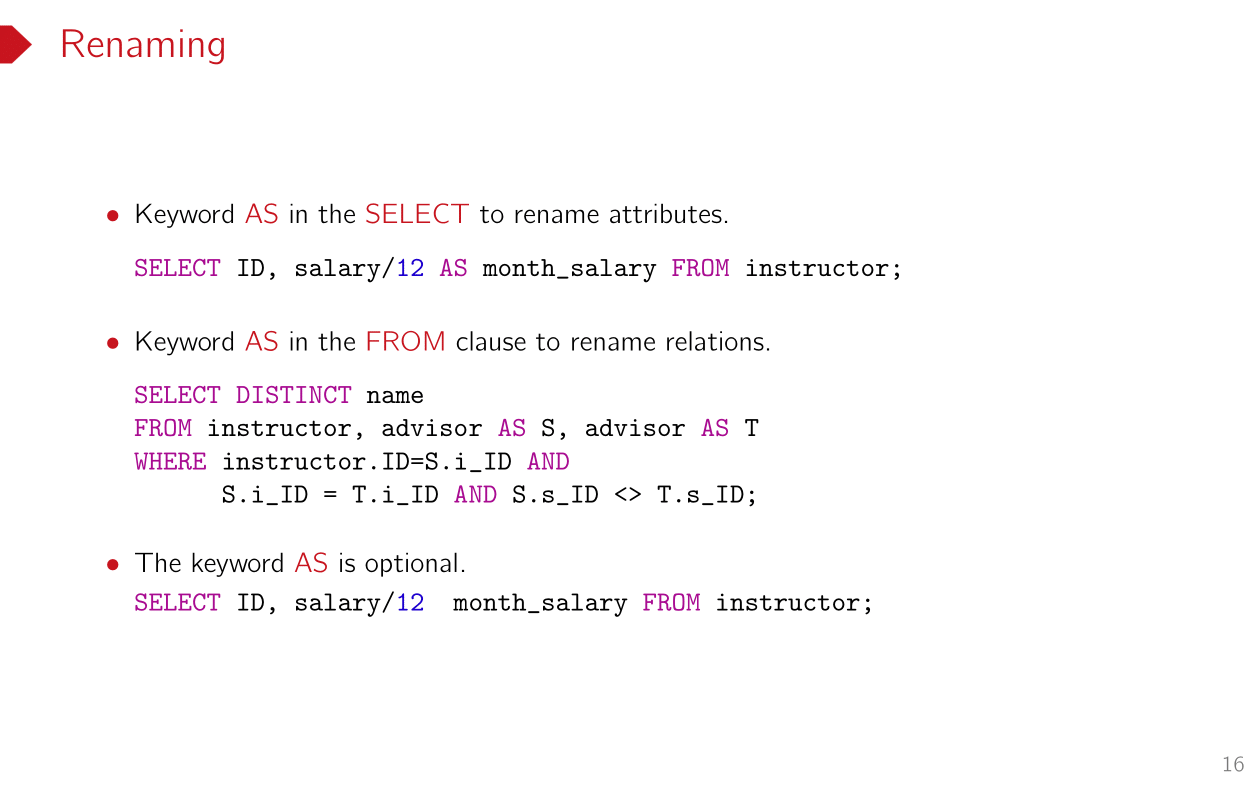 Renaming
• Keyword AS in the SELECT to rename attributes.
SELECT ID, salary/12 AS month_salary FROM instructor;
• Keyword AS in the FROM clause to rename relations.
SELECT DISTINCT name
FROM instructor, advisor AS S, advisor AS T
WHERE instructor.ID=S.i_ID AND
S.i_ID = T.i_ID AND S.s_ID <> T.s_ID;
• The keyword AS is optional.
SELECT ID, salary/12  month_salary FROM instructor;
16